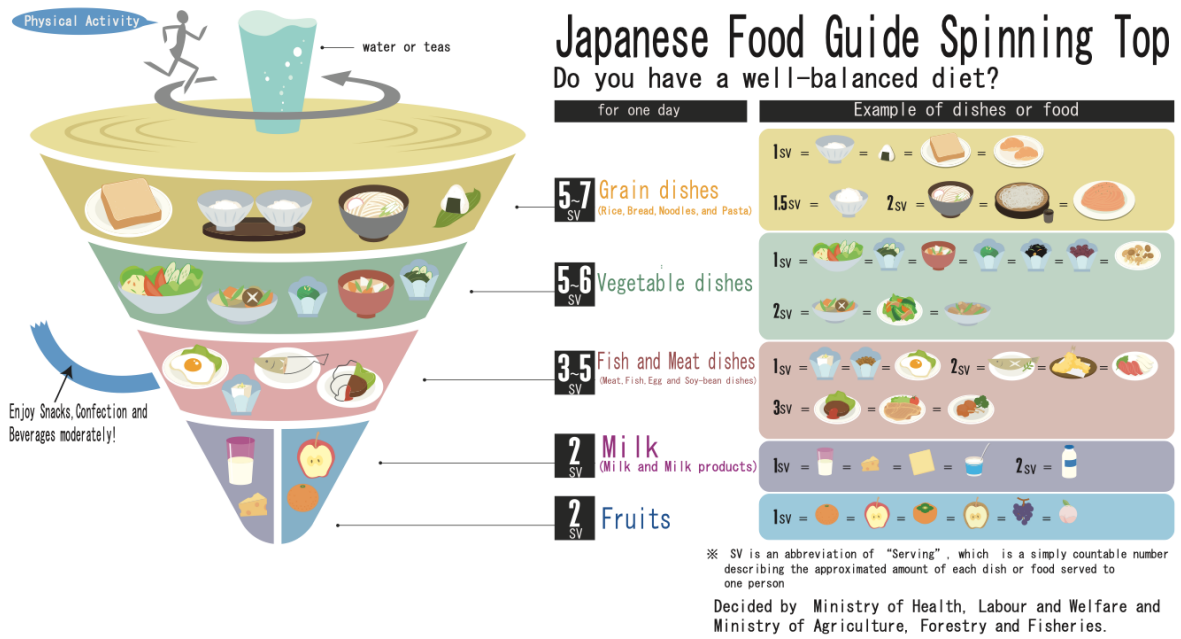 Physical Activity
water or teas
Japanese Food Guide Spinning Top
Do you have a well-balanced diet?
for one day
Example of dishes or food
5~7 SV
Grain dishes
(Rice, Bread, Noodles, and Pasta)
1SV = = = =
1.5SV = 2SV = = =
5~6 SV
Vegetable dishes
1SV = = = = = = =
2SV = = =
3~5 SV
Fish and Meat dishes
(Meat, Fish, Egg and Soy-bean dishes)
1SV = = = 2SV = = =
3SV = = =
Enjoy Snacks, Confection and
Beverages moderately!
2 SV
Milk
(Milk and Milk products)
1SV = = = = 2SV =
2 SV
Fruits
1SV = = = = = =
※ SV is an abbreviation of “Serving”, which is a simply countable number
describing the approximated amount of each dish or food served to
one person
Decided by Ministry of Health, Labour and Welfare and
Ministry of Agriculture, Forestry and Fisheries.